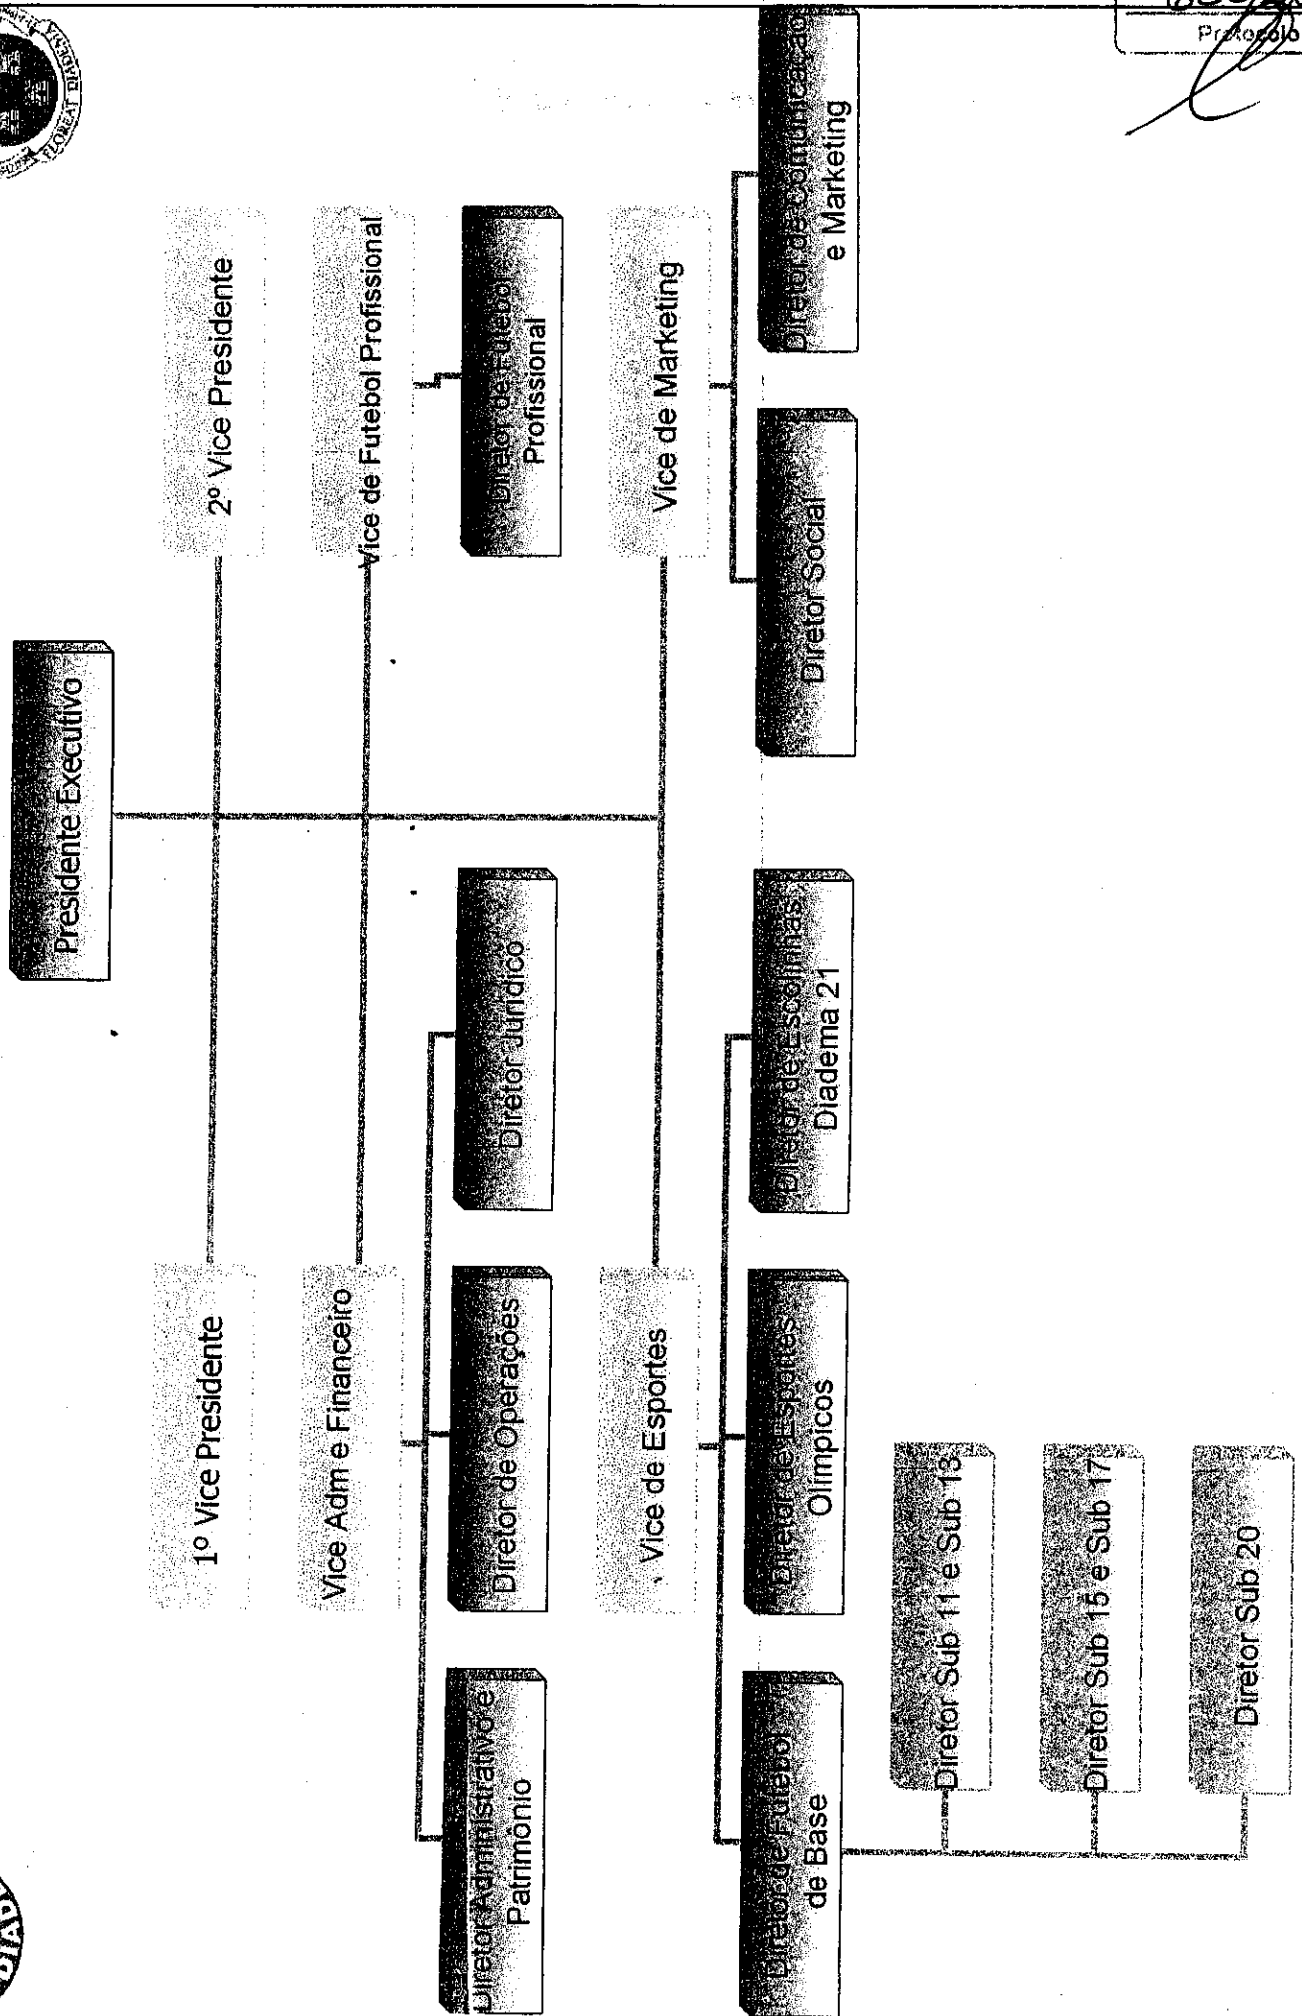 Protocolo
FLOREAT DIADEMA
DIAD
Presidente Executivo
1º Vice Presidente
2º Vice Presidente
Vice Adm e Financeiro
Vice de Futebol Profissional
Diretor Administrativo e
Patrimônio
Diretor de Operações
Diretor Jurídico
Diretor de Futebol
Profissional
Vice de Esportes
Vice de Marketing
Diretor de Futebol
de Base
Diretor de Esportes
Olímpicos
Diretor de Escolinhas
Diadema 21
Diretor Social
Diretor de Comunicação
e Marketing
Diretor Sub 11 e Sub 13
Diretor Sub 15 e Sub 17
Diretor Sub 20